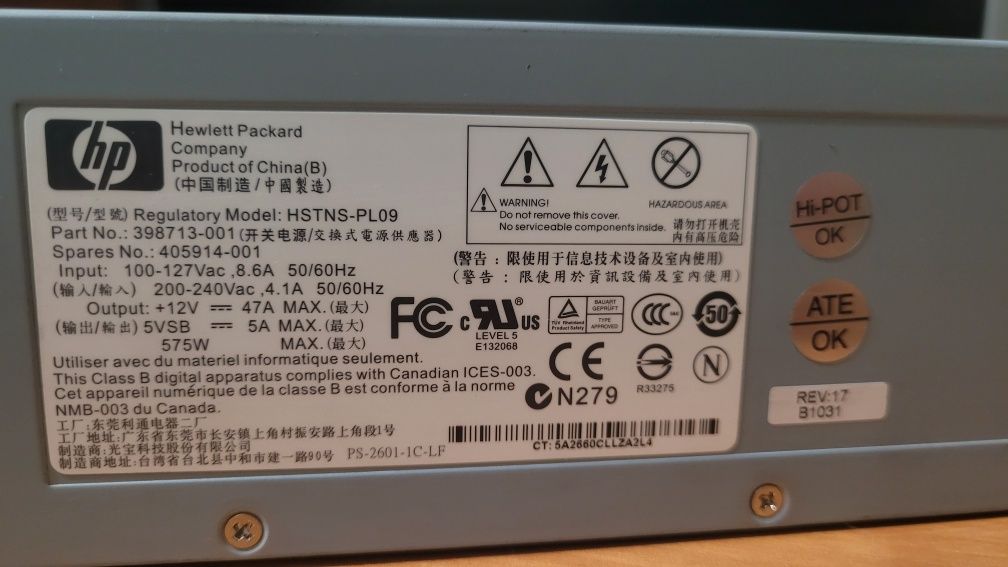 hp
Hewlett Packard
Company
Product of China(B)
(中国制造/中國製造)
(型号/型號) Regulatory Model: HSTNS-PL09
Part No.: 398713-001 (开关电源/交換式電源供應器)
Spares No.: 405914-001
Input: 100-127Vac ,8.6A 50/60Hz
(输入/輸入) 200-240Vac ,4.1A 50/60Hz
Output: +12V ⎓ 47A MAX.(最大)
(输出/輸出) 5VSB ⎓ 5A MAX.(最大)
575W MAX.(最大)
Utiliser avec du materiel informatique seulement.
This Class B digital apparatus complies with Canadian ICES-003.
Cet appareil numérique de la classe B est conforme à la norme
NMB-003 du Canada.
工厂:东莞利通电器二厂
工厂地址:广东省东莞市长安镇上角村振安路上角段1号
制造商:光宝科技股份有限公司
制造商地址:台湾省台北县中和市建一路90号 PS-2601-1C-LF
WARNING!
Do not remove this cover.
No serviceable components inside.
HAZARDOUS AREA
请勿打开机壳
内有高压危险
(警告:限使用于信息技术设备及室内使用)
(警告:限使用於資訊設備及室內使用)
FC
c RU US ®
LEVEL 5
E132068
TÜV Rheinland
Product Safety
BAUART
GEPRÜFT
TYPE
APPROVED
CCC
50
CE
N279
R33275
N
CT: 5A2660CLLZA2L4
Hi-POT
OK
ATE
OK
REV:17
B1031